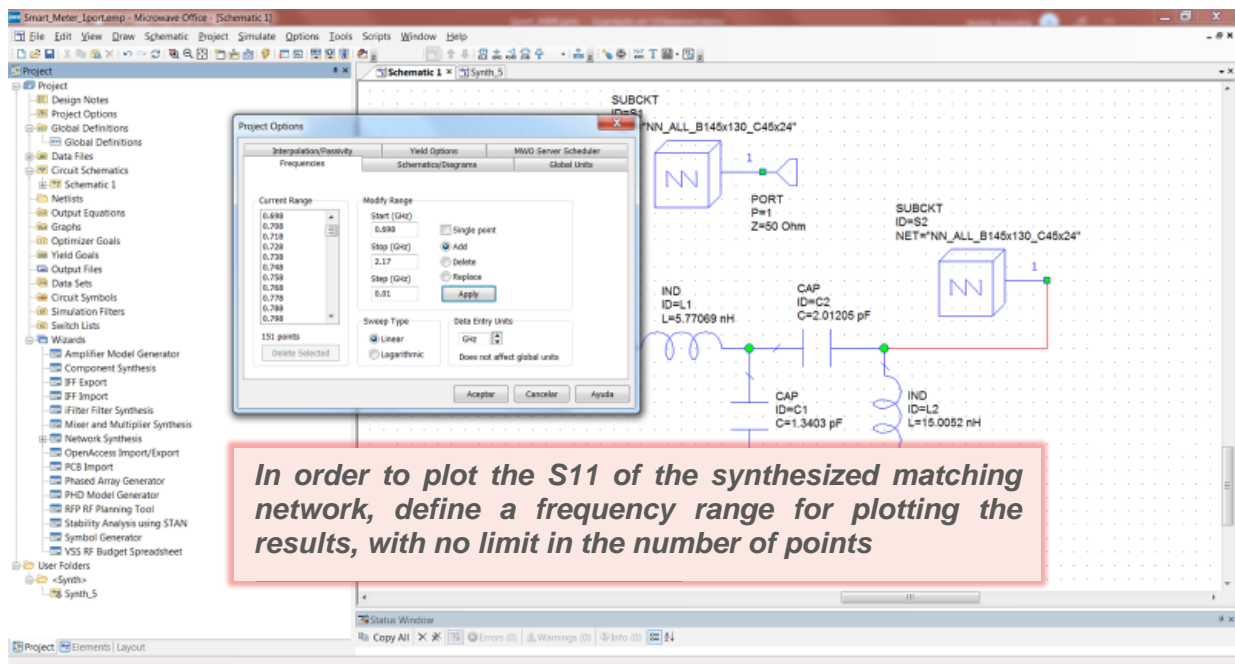 Smart_Meter_1port.emp - Microwave Office - [Schematic 1]
File Edit View Draw Schematic Project Simulate Options Tools Scripts Window Help
Project
Schematic 1 × Synth_5
Project
Design Notes
Project Options
Global Definitions
Global Definitions
Data Files
Circuit Schematics
Schematic 1
Netlists
Output Equations
Graphs
Optimizer Goals
Yield Goals
Output Files
Data Sets
Circuit Symbols
Simulation Filters
Switch Lists
Wizards
Amplifier Model Generator
Component Synthesis
IFF Export
IFF Import
iFilter Filter Synthesis
Mixer and Multiplier Synthesis
Network Synthesis
OpenAccess Import/Export
PCB Import
Phased Array Generator
PHD Model Generator
RFP RF Planning Tool
Stability Analysis using STAN
Symbol Generator
VSS RF Budget Spreadsheet
User Folders
<Synth>
Synth_5
Project Elements Layout
Project Options
Interpolation/Passivity Yield Options MWO Server Scheduler
Frequencies Schematics/Diagrams Global Units
Current Range
0.698
0.708
0.718
0.728
0.738
0.748
0.758
0.768
0.778
0.788
0.798
151 points
Delete Selected
Modify Range
Start (GHz)
0.698
Single point
Stop (GHz)
Add
2.17
Delete
Step (GHz)
Replace
0.01
Apply
Sweep Type
Linear
Logarithmic
Data Entry Units
GHz
Does not affect global units
Aceptar Cancelar Ayuda
SUBCKT
ID=S1
"NN_ALL_B145x130_C45x24"
NN
1
PORT
P=1
Z=50 Ohm
SUBCKT
ID=S2
NET="NN_ALL_B145x130_C45x24"
NN
1
IND
ID=L1
L=5.77069 nH
CAP
ID=C2
C=2.01205 pF
CAP
ID=C1
C=1.3403 pF
IND
ID=L2
L=15.0052 nH
In order to plot the S11 of the synthesized matching
network, define a frequency range for plotting the
results, with no limit in the number of points
Status Window
Copy All Errors (0) Warnings (0) Info (0)